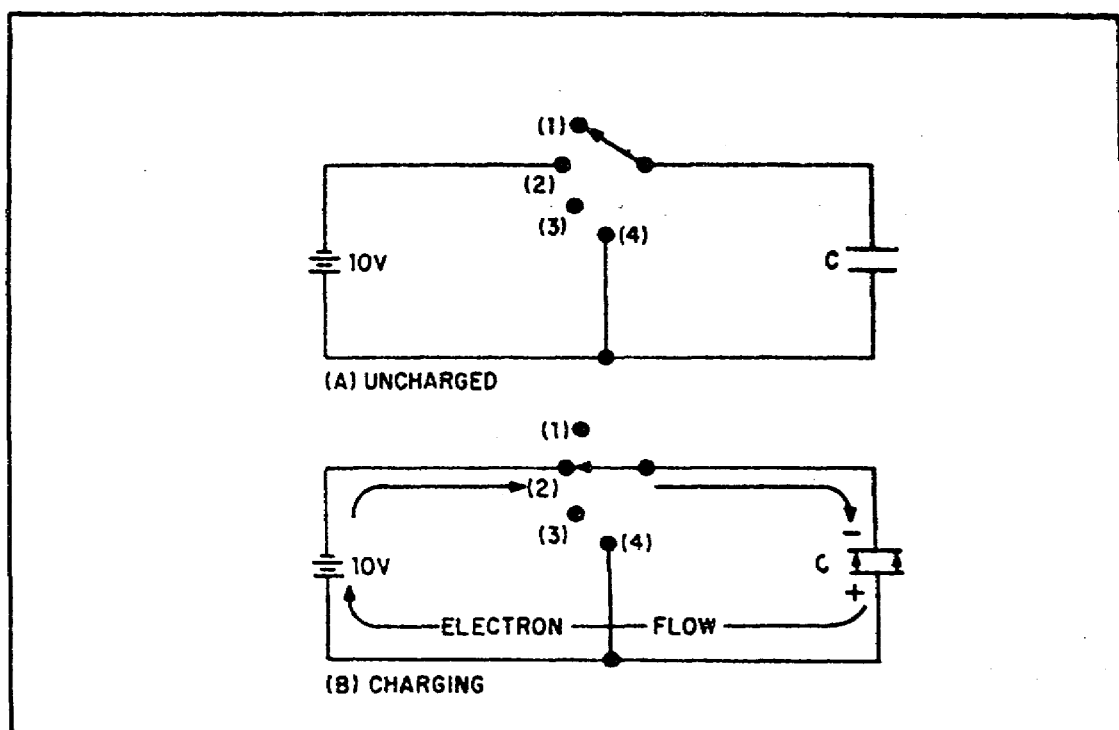 (1)
(2)
(3)
(4)
10V
C
(A) UNCHARGED
(1)
(2)
(3)
(4)
10V
C
−
+
ELECTRON FLOW
(B) CHARGING